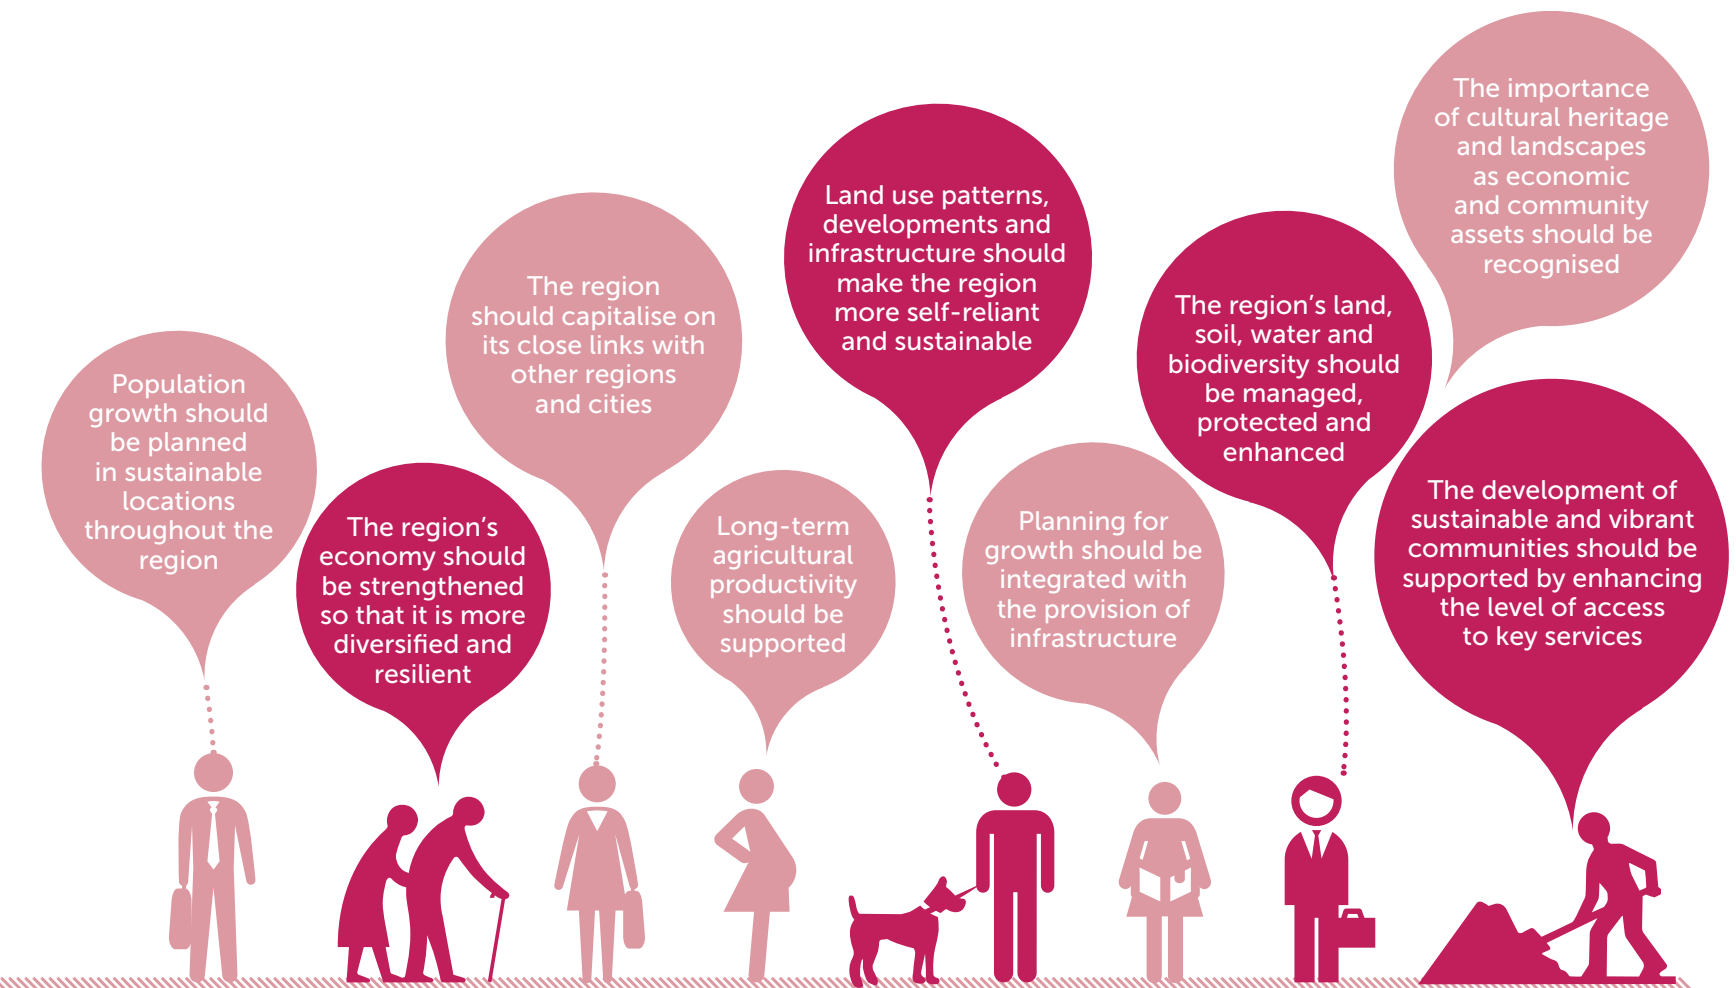 Population
growth should
be planned
in sustainable
locations
throughout the
region
The region's
economy should
be strengthened
so that it is more
diversified and
resilient
The region
should capitalise on
its close links with
other regions
and cities
Long-term
agricultural
productivity
should be
supported
Land use patterns,
developments and
infrastructure should
make the region
more self-reliant
and sustainable
Planning for
growth should be
integrated with
the provision of
infrastructure
The region's land,
soil, water and
biodiversity should
be managed,
protected and
enhanced
The importance
of cultural heritage
and landscapes
as economic
and community
assets should be
recognised
The development of
sustainable and vibrant
communities should be
supported by enhancing
the level of access
to key services